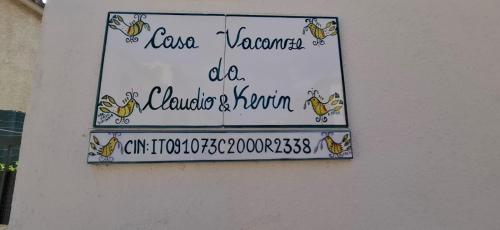 Casa Vacanze
da
Claudio & Kevin
CIN:IT091073C2000R2338